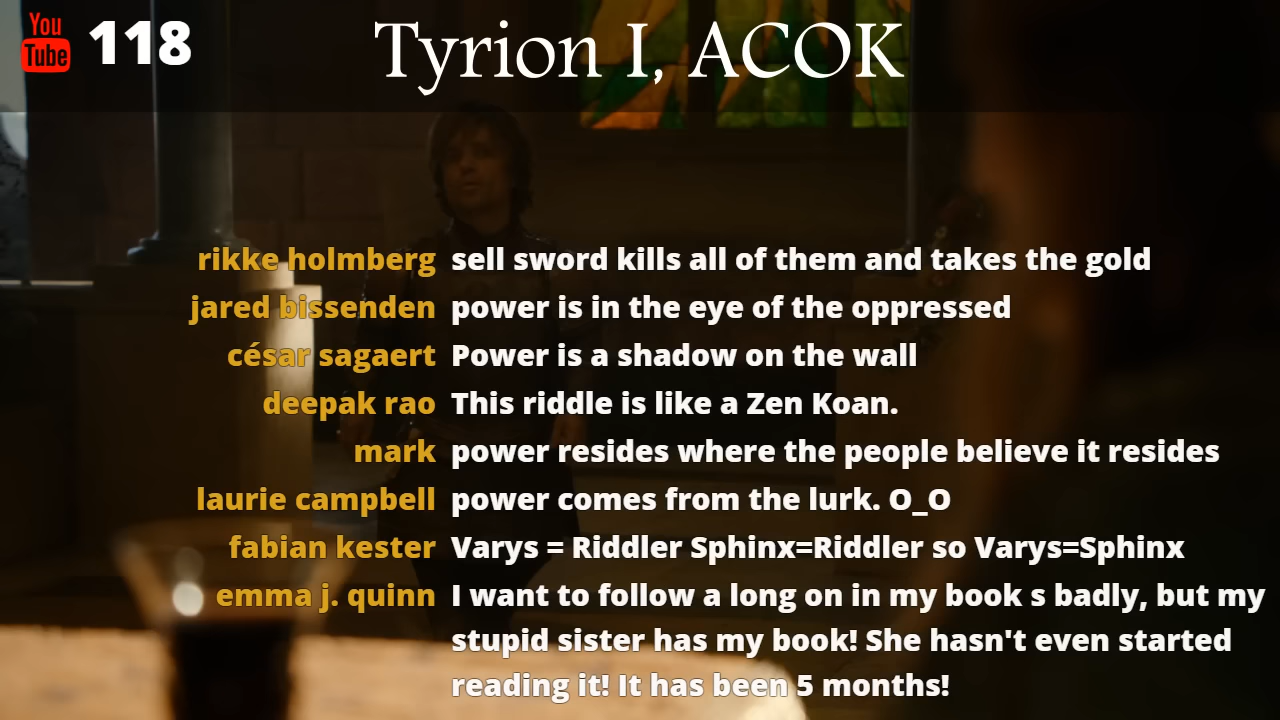 You
Tube 118
Tyrion I, ACOK
rikke holmberg sell sword kills all of them and takes the gold
jared bissenden power is in the eye of the oppressed
césar sagaert Power is a shadow on the wall
deepak rao This riddle is like a Zen Koan.
mark power resides where the people believe it resides
laurie campbell power comes from the lurk. O_O
fabian kester Varys = Riddler Sphinx=Riddler so Varys=Sphinx
emma j. quinn I want to follow a long on in my book s badly, but my
stupid sister has my book! She hasn't even started
reading it! It has been 5 months!